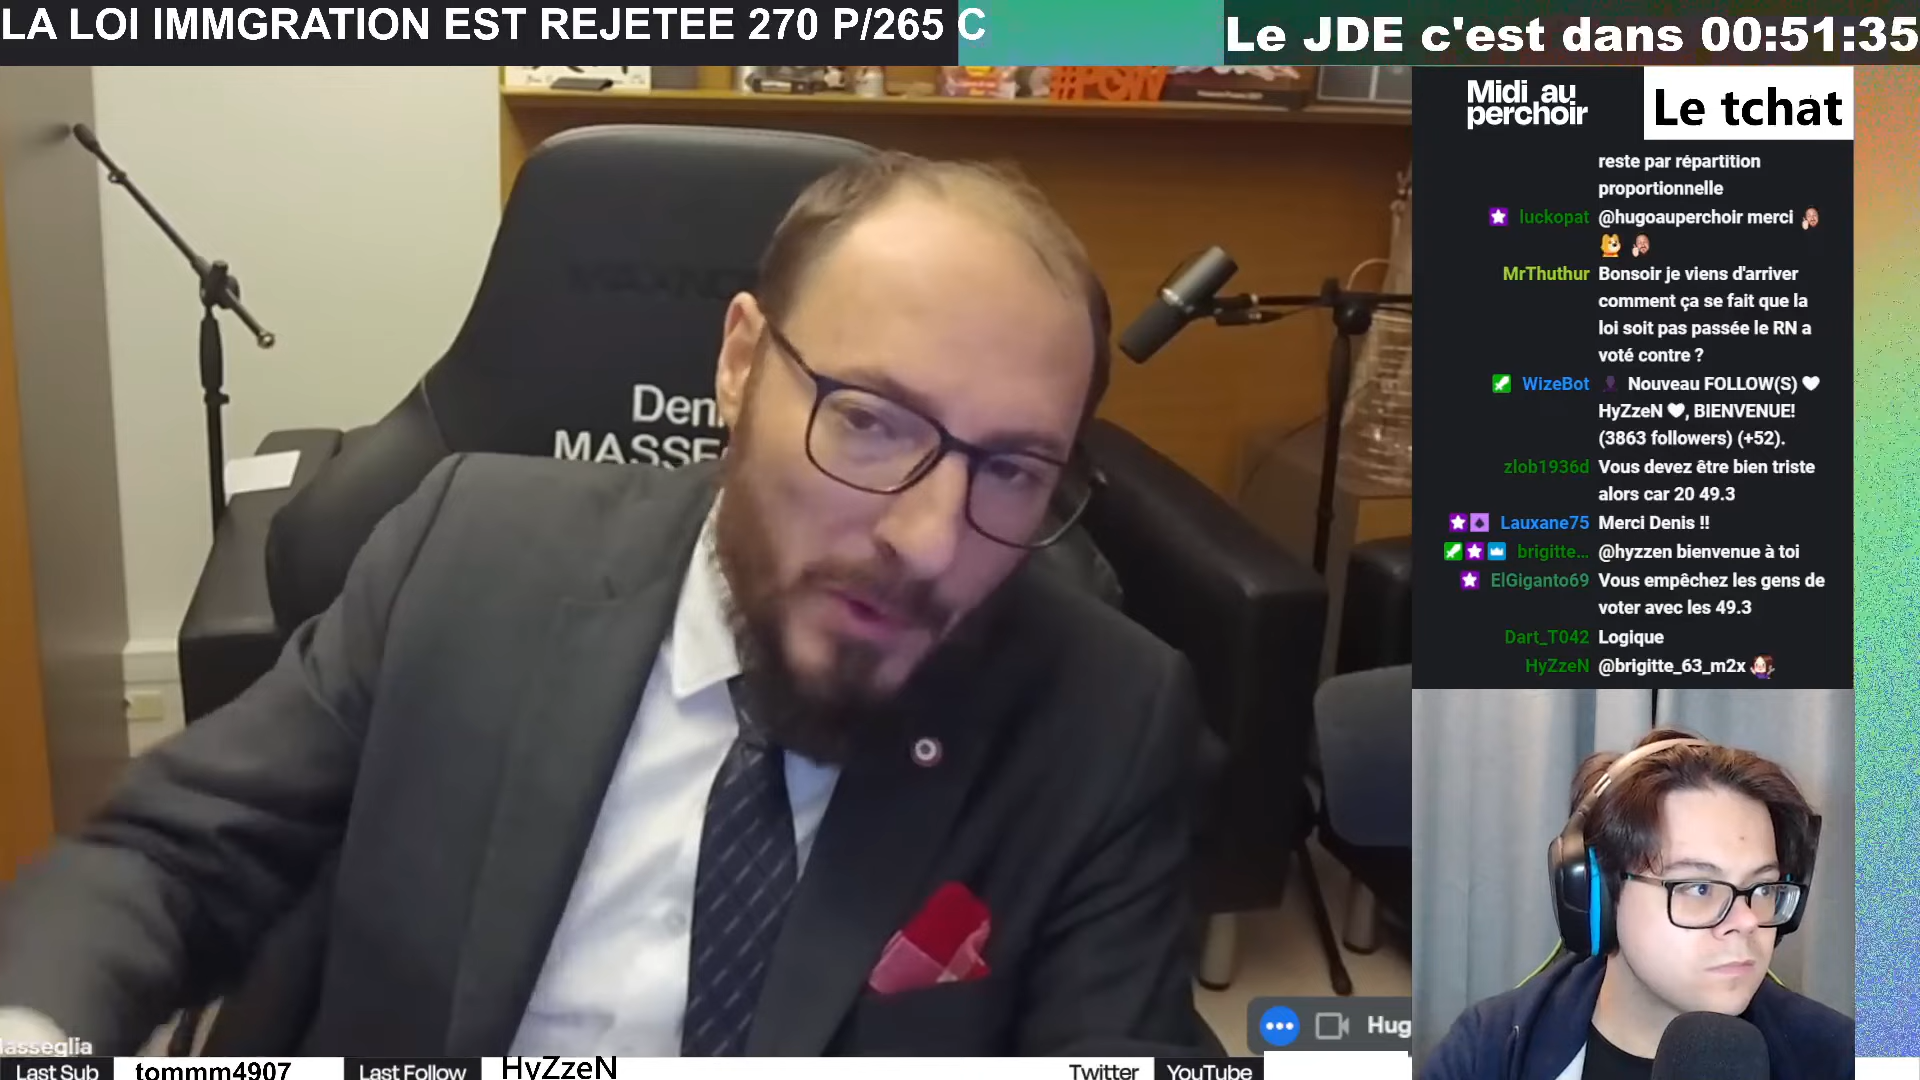 LA LOI IMMGRATION EST REJETEE 270 P/265 C
Le JDE c'est dans 00:51:35
Midi au
perchoir
Le tchat
reste par répartition
proportionnelle
luckopat @hugoauperchoir merci
MrThuthur Bonsoir je viens d'arriver
comment ça se fait que la
loi soit pas passée le RN a
voté contre ?
WizeBot Nouveau FOLLOW(S)
HyZzeN , BIENVENUE!
(3863 followers) (+52).
zlob1936d Vous devez être bien triste
alors car 20 49.3
Lauxane75 Merci Denis !!
brigitte... @hyzzen bienvenue à toi
ElGiganto69 Vous empêchez les gens de
voter avec les 49.3
Dart_T042 Logique
HyZzeN @brigitte_63_m2x
#PSW
Den
MASSE
asseglia
Hug
Last Sub tommm4907 Last Follow HyZzeN Twitter YouTube